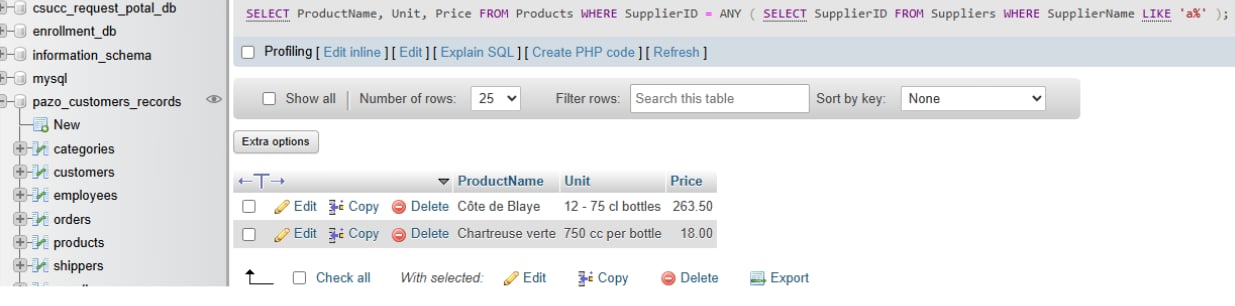 csucc_request_potal_db
enrollment_db
information_schema
mysql
pazo_customers_records
New
categories
customers
employees
orders
products
shippers
SELECT ProductName, Unit, Price FROM Products WHERE SupplierID = ANY ( SELECT SupplierID FROM Suppliers WHERE SupplierName LIKE 'a%' );
Profiling [ Edit inline ] [ Edit ] [ Explain SQL ] [ Create PHP code ] [ Refresh ]
Show all Number of rows: 25 Filter rows: Search this table Sort by key: None
Extra options
ProductName Unit Price
Edit Copy Delete Côte de Blaye 12 - 75 cl bottles 263.50
Edit Copy Delete Chartreuse verte 750 cc per bottle 18.00
Check all With selected: Edit Copy Delete Export